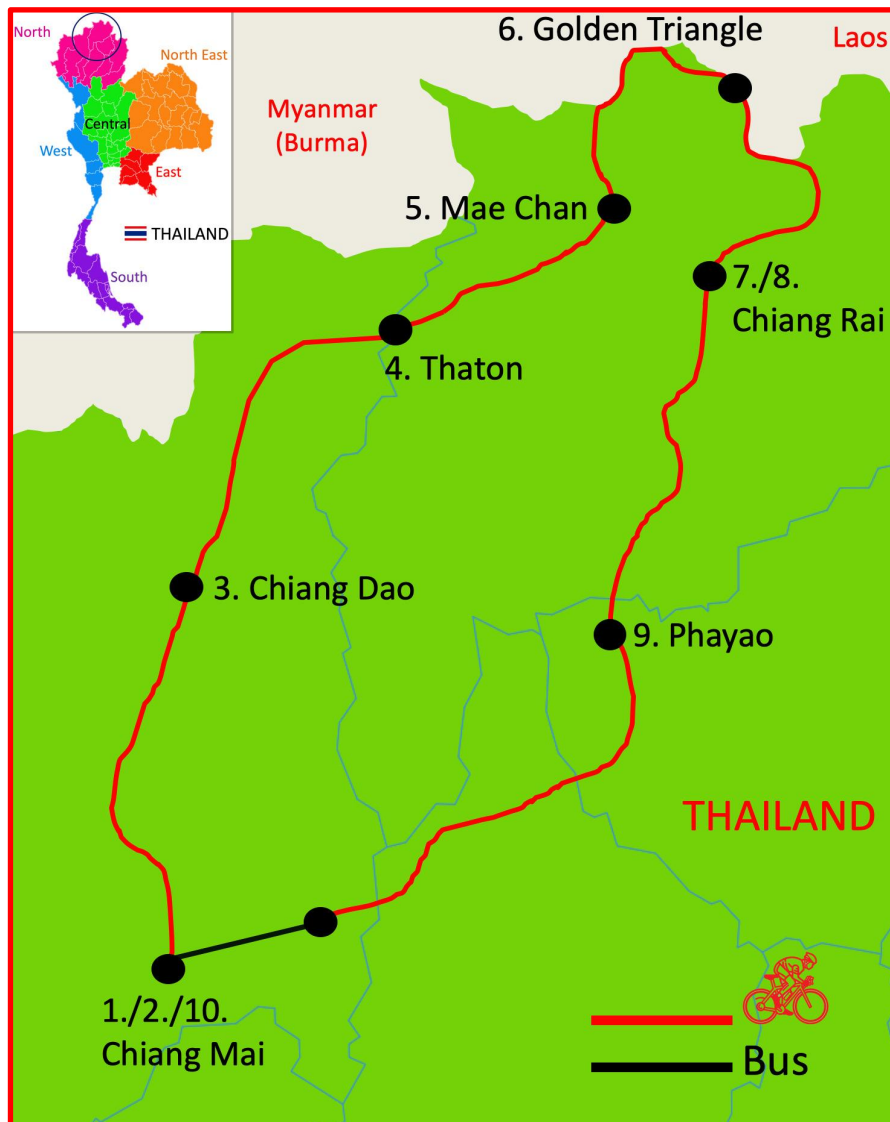 North
North East
Central
West
East
THAILAND
South
6. Golden Triangle
Laos
Myanmar
(Burma)
5. Mae Chan
7./8.
Chiang Rai
4. Thaton
3. Chiang Dao
9. Phayao
THAILAND
1./2./10.
Chiang Mai
Bus